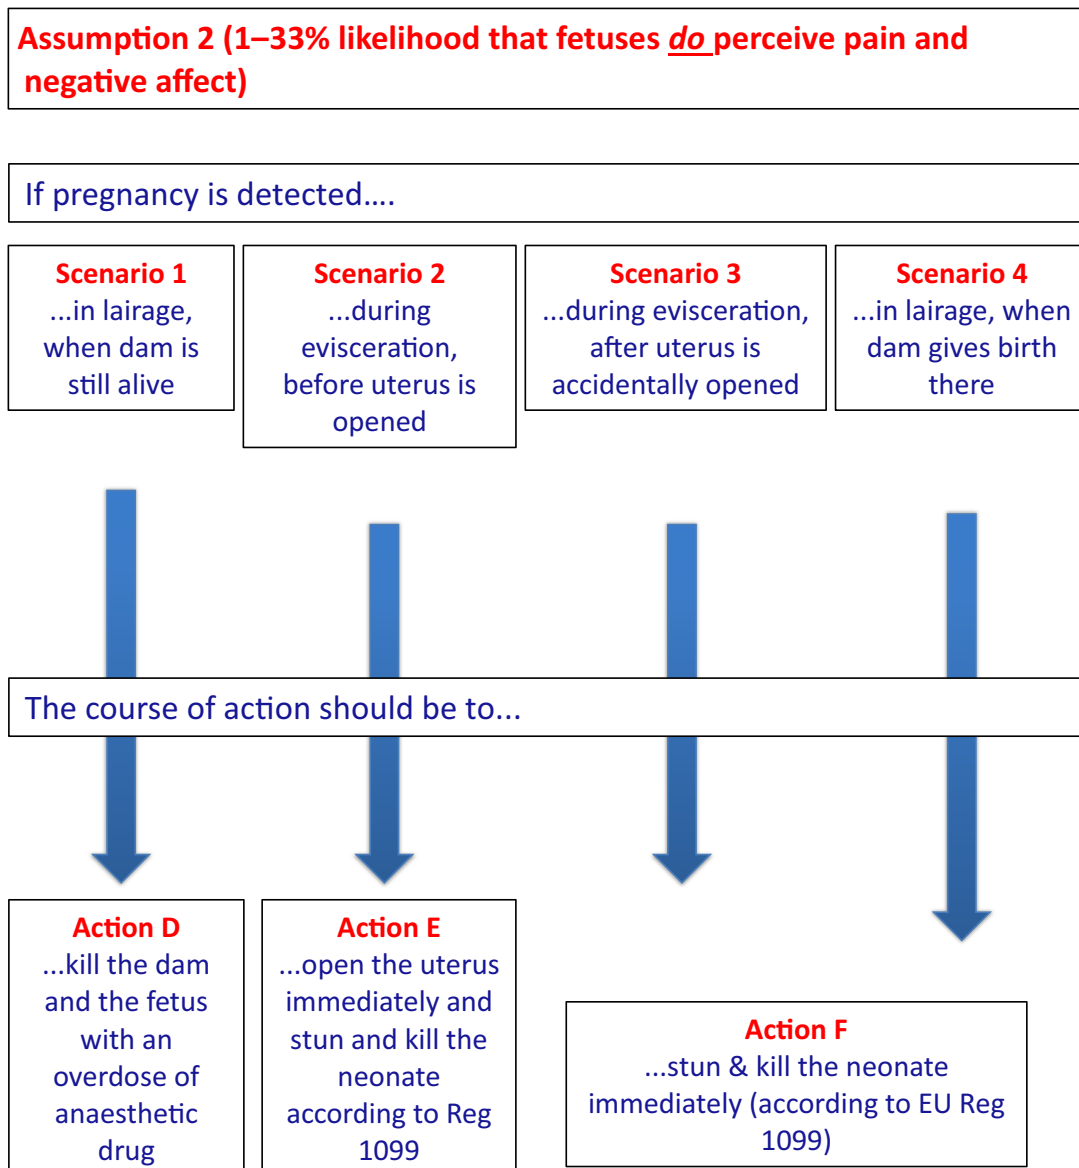 Assumption 2 (1–33% likelihood that fetuses do perceive pain and
negative affect)
If pregnancy is detected....
Scenario 1
...in lairage,
when dam is
still alive
Scenario 2
...during
evisceration,
before uterus is
opened
Scenario 3
...during evisceration,
after uterus is
accidentally opened
Scenario 4
...in lairage, when
dam gives birth
there
The course of action should be to...
Action D
...kill the dam
and the fetus
with an
overdose of
anaesthetic
drug
Action E
...open the uterus
immediately and
stun and kill the
neonate
according to Reg
1099
Action F
...stun & kill the neonate
immediately (according to EU Reg
1099)